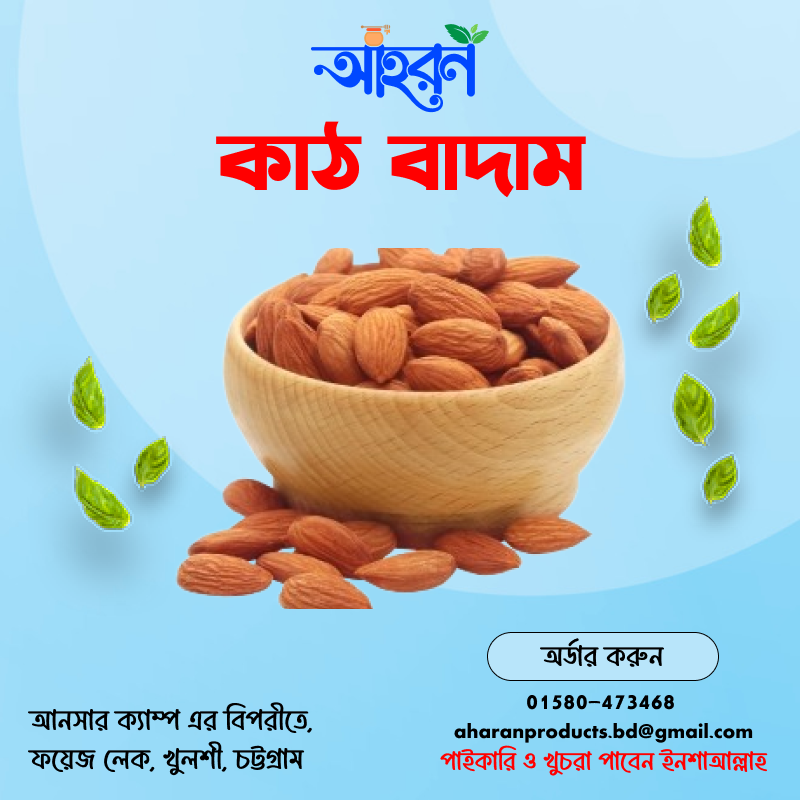 আহরন
কাঠ বাদাম
অর্ডার করুন
01580-473468
aharanproducts.bd@gmail.com
পাইকারি ও খুচরা পাবেন ইনশাআল্লাহ
আনসার ক্যাম্প এর বিপরীতে,
ফয়েজ লেক, খুলশী, চট্টগ্রাম